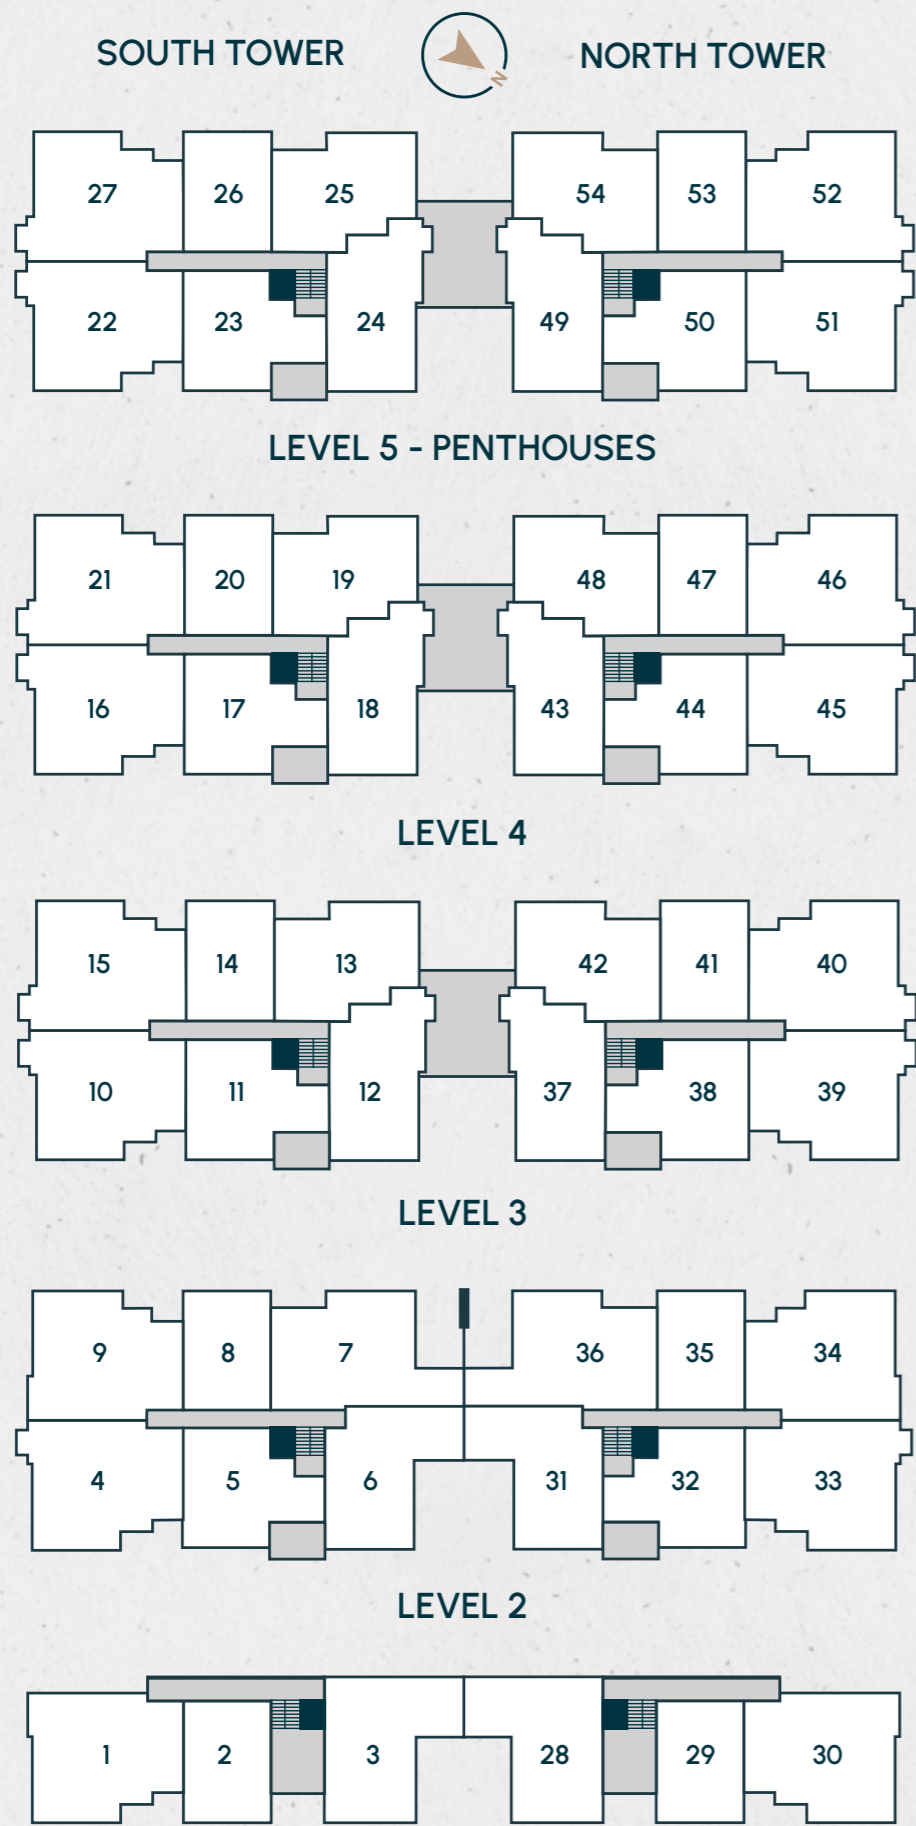 SOUTH TOWER
NORTH TOWER
N
27 26 25 54 53 52
22 23 24 49 50 51
LEVEL 5 - PENTHOUSES
21 20 19 48 47 46
16 17 18 43 44 45
LEVEL 4
15 14 13 42 41 40
10 11 12 37 38 39
LEVEL 3
9 8 7 36 35 34
4 5 6 31 32 33
LEVEL 2
1 2 3 28 29 30